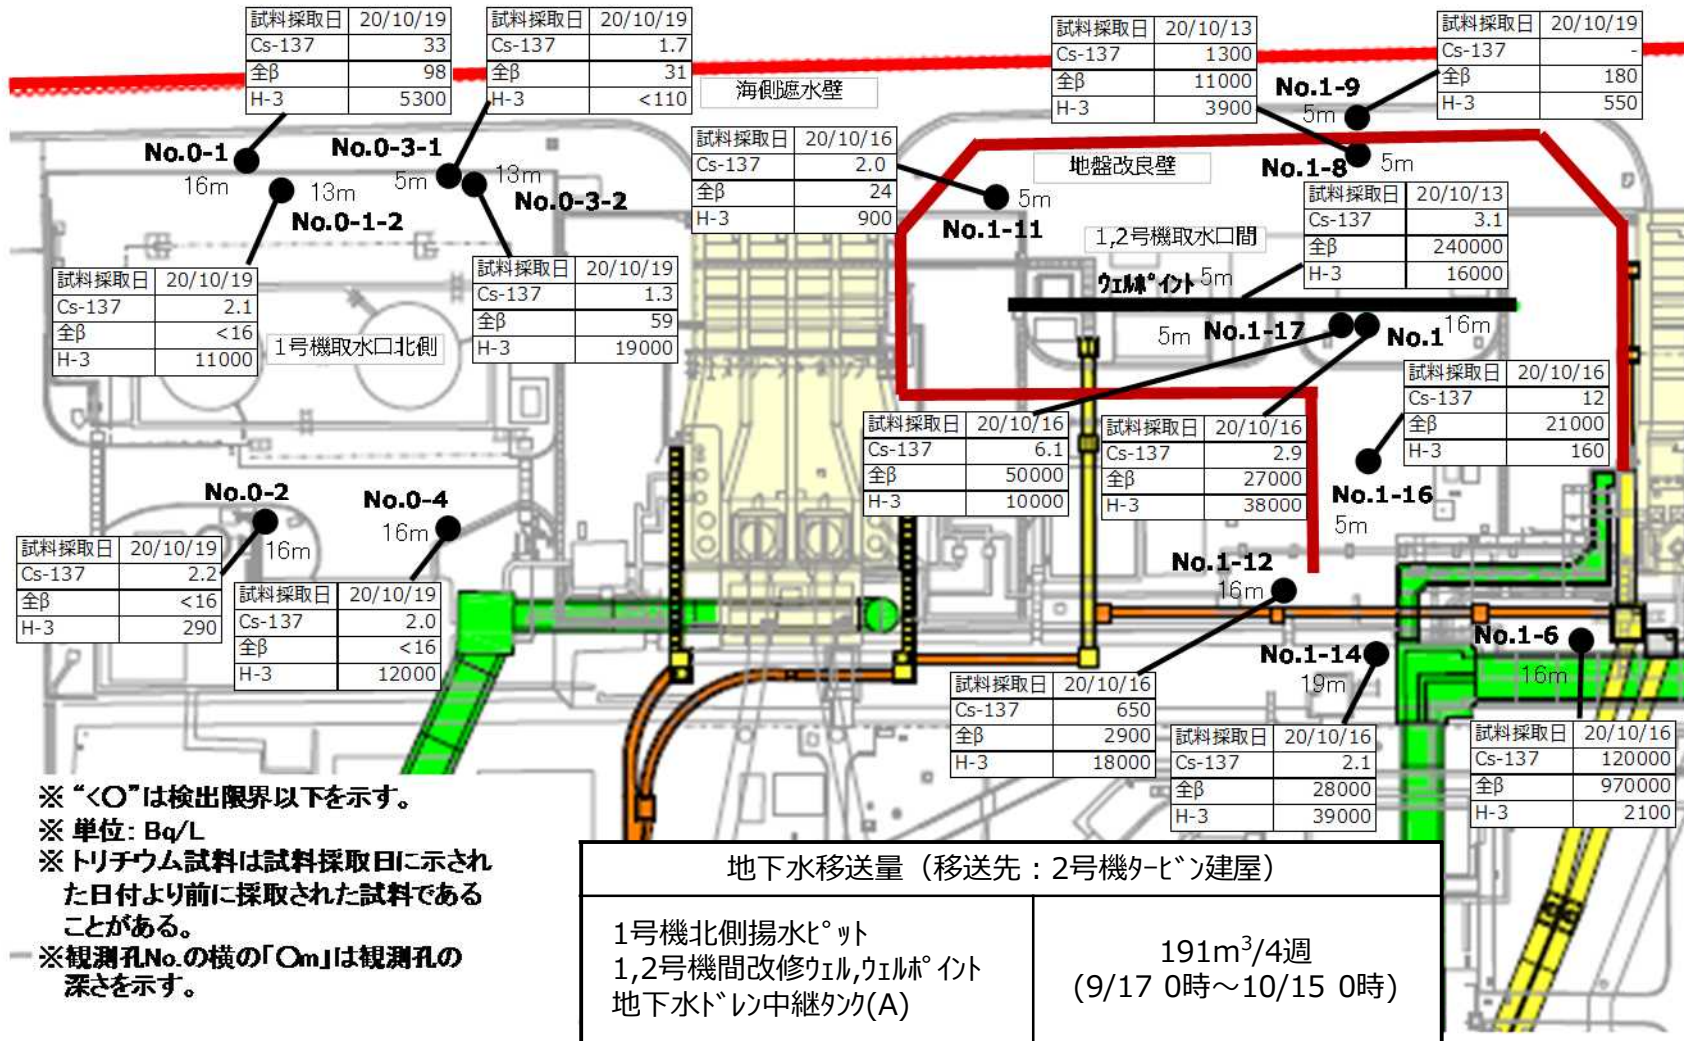 試料採取日 20/10/19
Cs-137 33
全β 98
H-3 5300
試料採取日 20/10/19
Cs-137 1.7
全β 31
H-3 <110
海側遮水壁
試料採取日 20/10/13
Cs-137 1300
全β 11000
H-3 3900
試料採取日 20/10/19
Cs-137 -
全β 180
H-3 550
No.1-9
5m
No.0-1
16m
No.0-3-1
5m
13m
No.0-1-2
13m
No.0-3-2
試料採取日 20/10/16
Cs-137 2.0
全β 24
H-3 900
5m
No.1-11
地盤改良壁
No.1-8
5m
試料採取日 20/10/13
Cs-137 3.1
全β 240000
H-3 16000
1,2号機取水口間
ウェルポイント 5m
試料採取日 20/10/19
Cs-137 2.1
全β <16
H-3 11000
1号機取水口北側
試料採取日 20/10/19
Cs-137 1.3
全β 59
H-3 19000
5m No.1-17
No.1 16m
試料採取日 20/10/16
Cs-137 12
全β 21000
H-3 160
試料採取日 20/10/16
Cs-137 6.1
全β 50000
H-3 10000
試料採取日 20/10/16
Cs-137 2.9
全β 27000
H-3 38000
No.1-16
5m
No.0-2
16m
No.0-4
16m
試料採取日 20/10/19
Cs-137 2.2
全β <16
H-3 290
試料採取日 20/10/19
Cs-137 2.0
全β <16
H-3 12000
No.1-12
16m
No.1-14
19m
No.1-6
16m
試料採取日 20/10/16
Cs-137 650
全β 2900
H-3 18000
試料採取日 20/10/16
Cs-137 2.1
全β 28000
H-3 39000
試料採取日 20/10/16
Cs-137 120000
全β 970000
H-3 2100
※ “<○”は検出限界以下を示す。
※ 単位: Bq/L
※ トリチウム試料は試料採取日に示され
た日付より前に採取された試料である
ことがある。
※観測孔No.の横の「○m」は観測孔の
深さを示す。
地下水移送量（移送先：2号機タービン建屋）
1号機北側揚水ピット
1,2号機間改修ウェル,ウェルポイント
地下水ドレン中継タンク(A)
191m³/4週
(9/17 0時～10/15 0時)